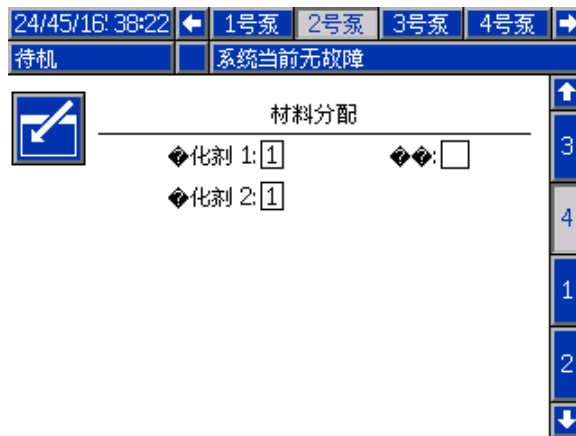 24/45/16! 38:22 1号泵 2号泵 3号泵 4号泵
待机 系统当前无故障
材料分配
3
�化剂 1: 1 ��:
�化剂 2: 1
4
1
2